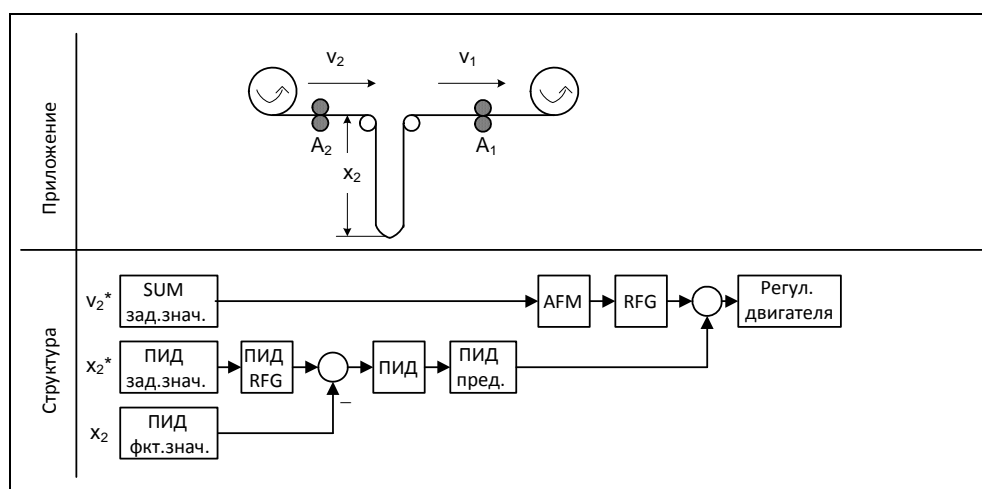 Приложение
v₂
v₁
A₂
A₁
x₂
Структура
v₂*
SUM
зад.знач.
AFM
RFG
Регул.
двигателя
x₂*
ПИД
зад.знач.
ПИД
RFG
ПИД
ПИД
пред.
–
x₂
ПИД
фкт.знач.